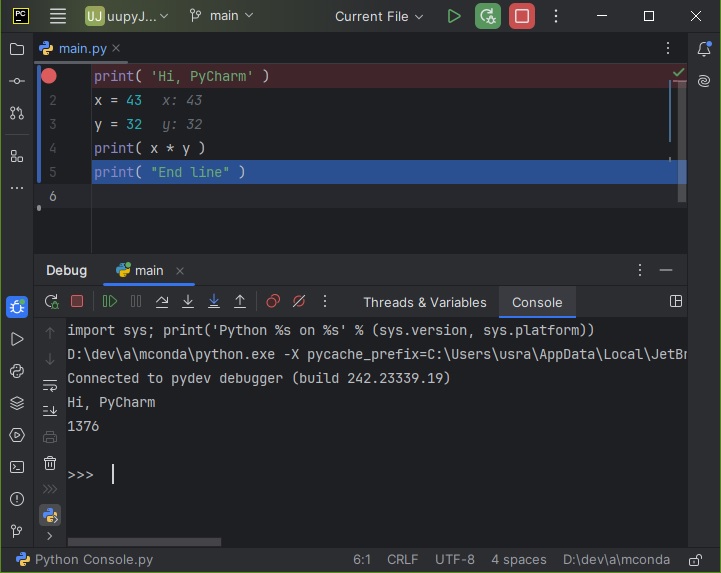 PC
UJ uupyJ... main Current File
main.py
print( 'Hi, PyCharm' )
2 x = 43 x: 43
3 y = 32 y: 32
4 print( x * y )
5 print( "End line" )
6
Debug main
Threads & Variables Console
import sys; print('Python %s on %s' % (sys.version, sys.platform))
D:\dev\a\mconda\python.exe -X pycache_prefix=C:\Users\usra\AppData\Local\JetBr
Connected to pydev debugger (build 242.23339.19)
Hi, PyCharm
1376
>>>
Python Console.py 6:1 CRLF UTF-8 4 spaces D:\dev\a\mconda